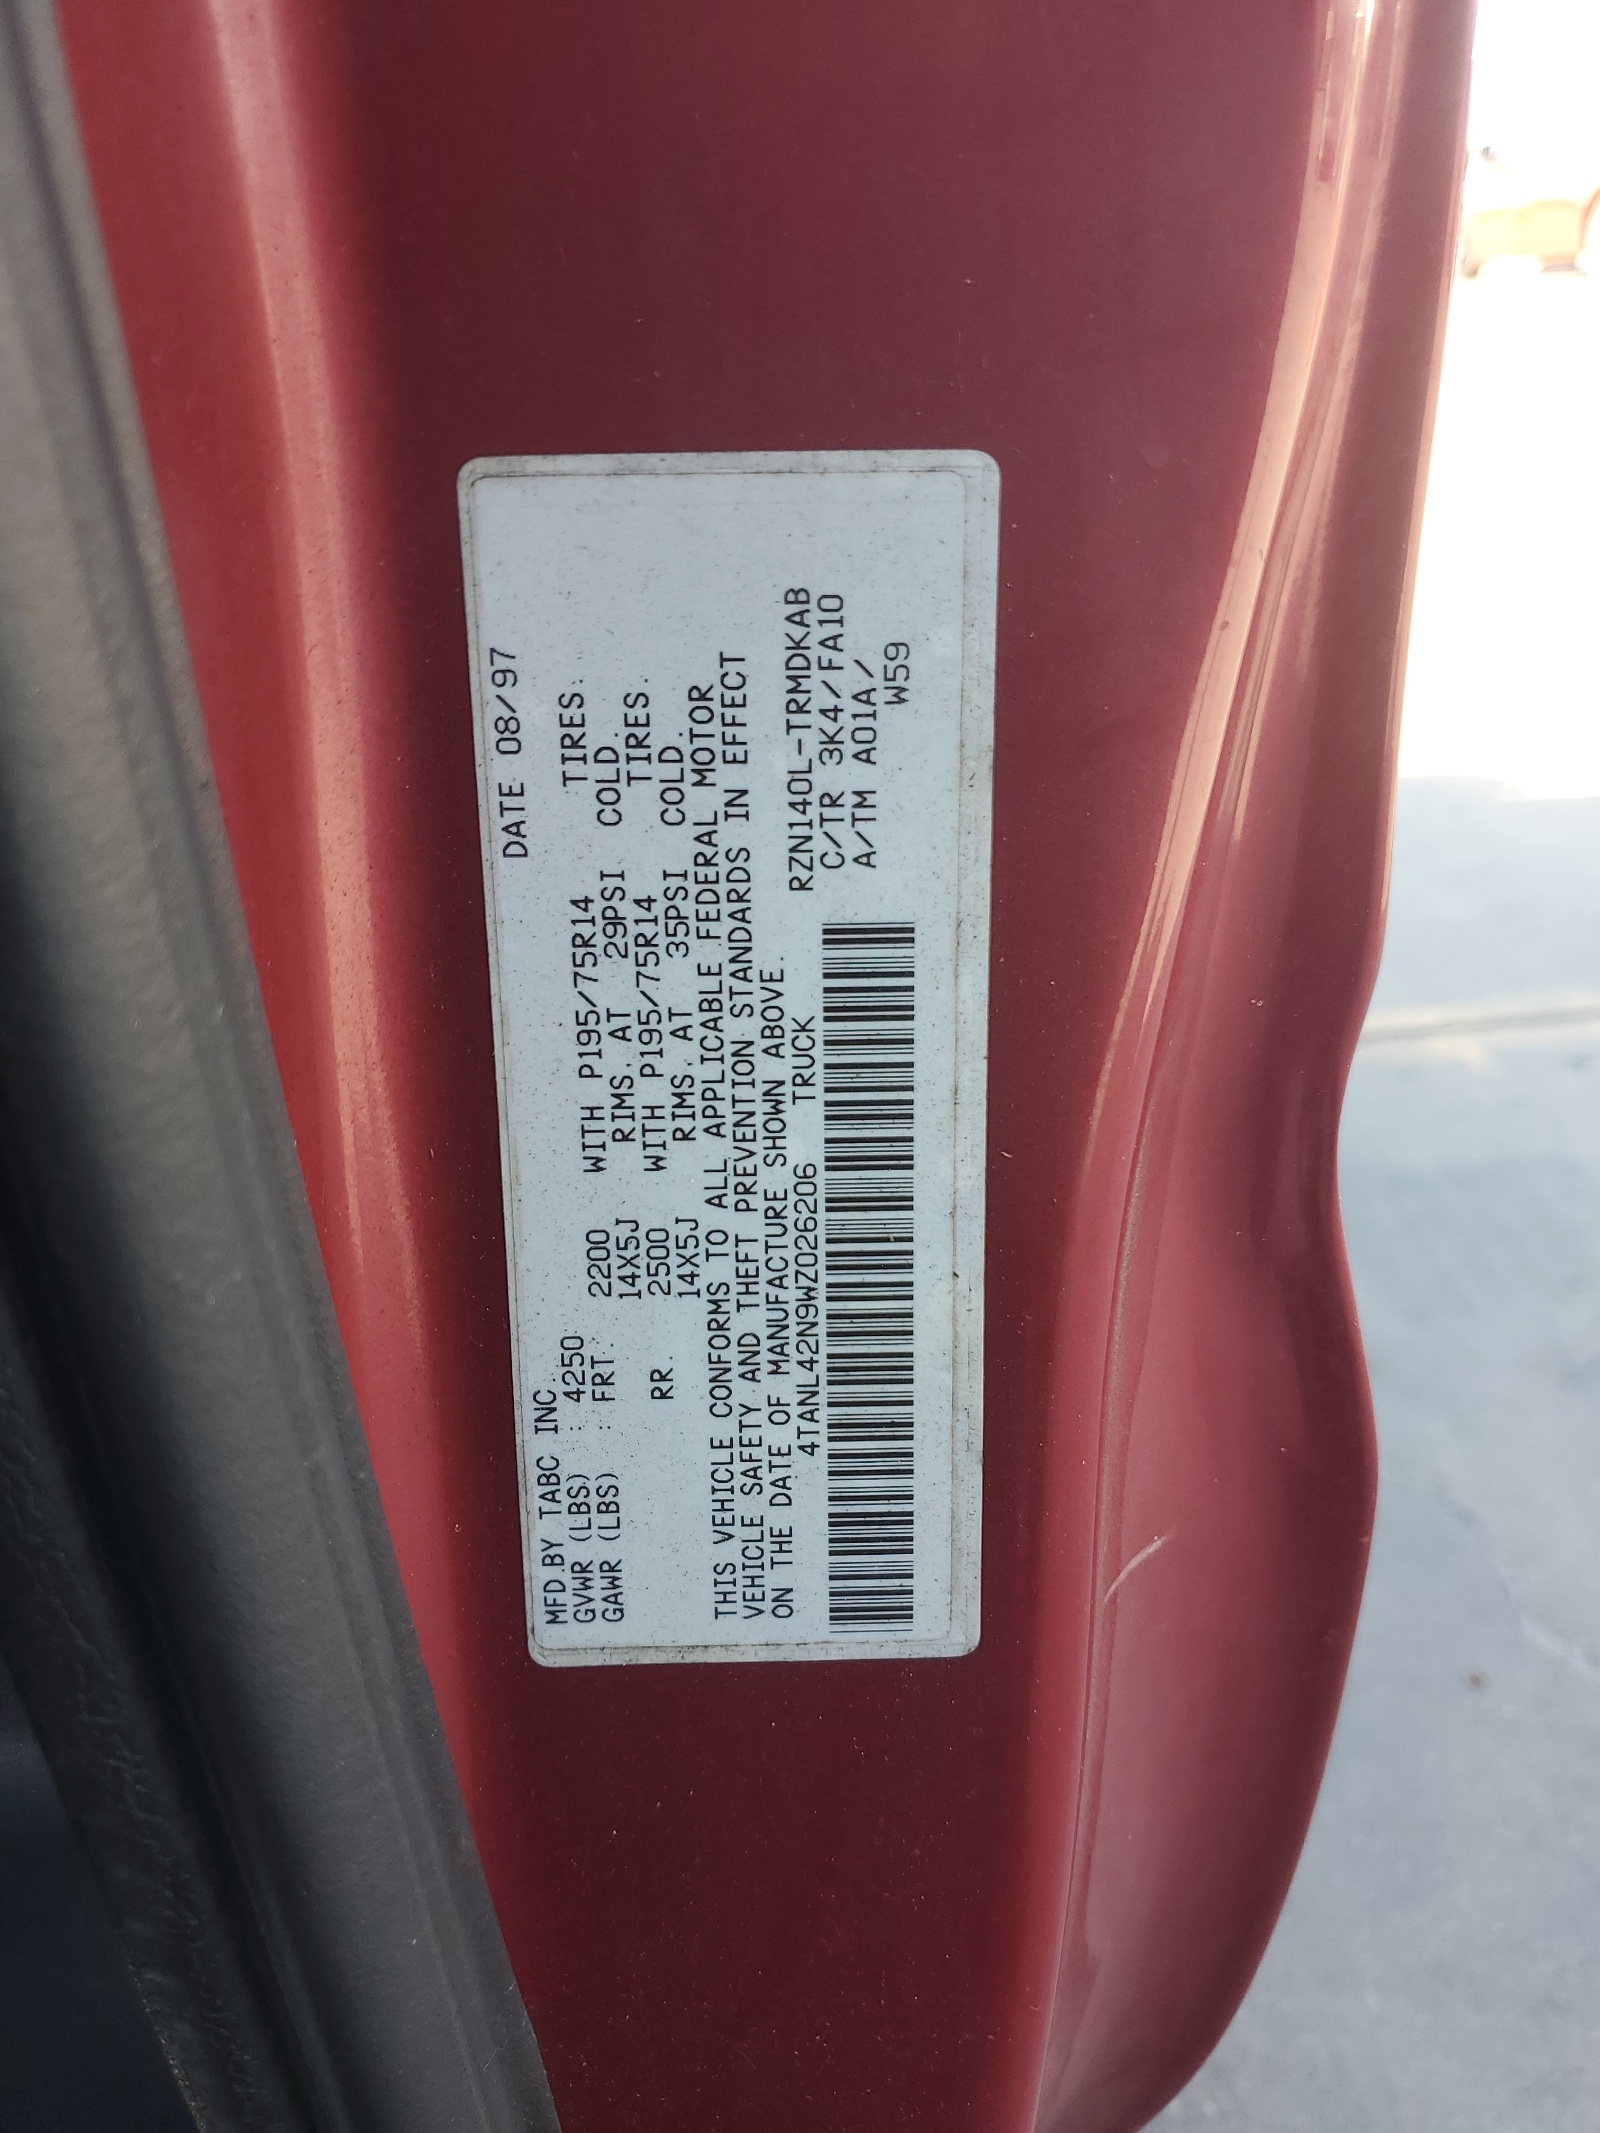 DATE 08/97
MFD.BY TABC INC.
GVWR (LBS) : 4250 WITH P195/75R14 TIRES.
GAWR (LBS) : FRT. 2200
14X5J RIMS. AT 29PSI COLD.
RR. 2500 WITH P195/75R14 TIRES.
14X5J RIMS. AT 35PSI COLD.
THIS VEHICLE CONFORMS TO ALL APPLICABLE FEDERAL MOTOR
VEHICLE SAFETY AND THEFT PREVENTION STANDARDS IN EFFECT
ON THE DATE OF MANUFACTURE SHOWN ABOVE.
4TANL42N9WZ026206 TRUCK
RZN140L-TRMDKAB
C/TR 3K4/FA10
A/TM A01A/
W59